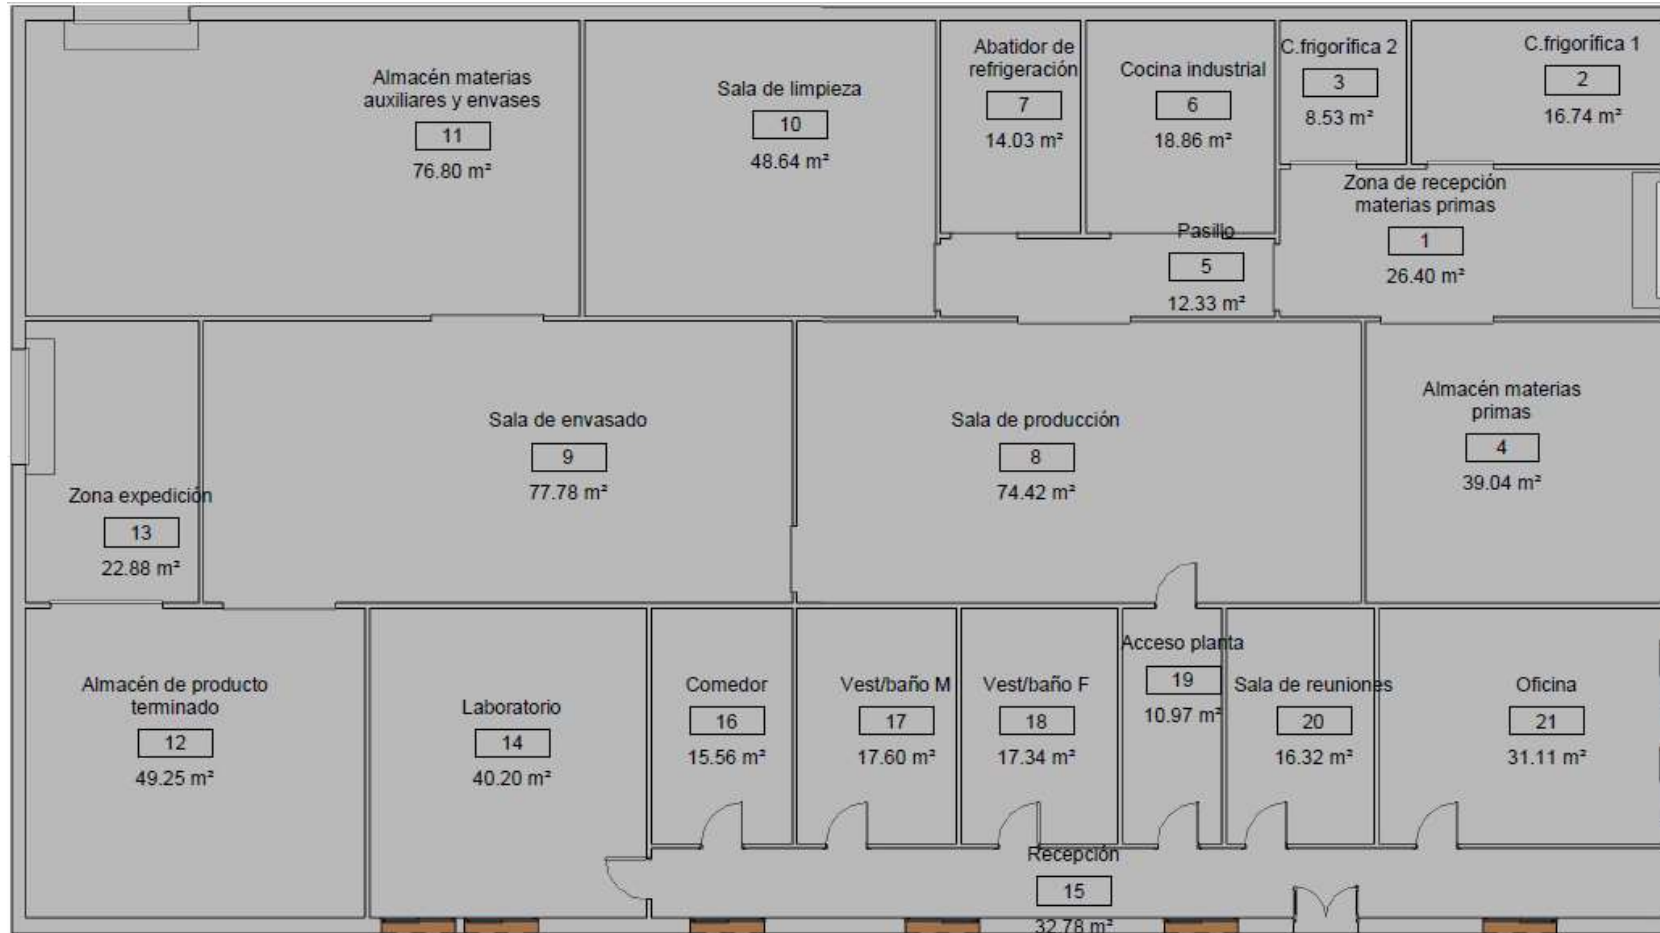 Almacén materias
auxiliares y envases
11
76.80 m²
Sala de limpieza
10
48.64 m²
Abatidor de
refrigeración
7
14.03 m²
Cocina industrial
6
18.86 m²
C.frigorífica 2
3
8.53 m²
C.frigorífica 1
2
16.74 m²
Zona de recepción
materias primas
1
26.40 m²
Pasillo
5
12.33 m²
Zona expedición
13
22.88 m²
Sala de envasado
9
77.78 m²
Sala de producción
8
74.42 m²
Almacén materias
primas
4
39.04 m²
Almacén de producto
terminado
12
49.25 m²
Laboratorio
14
40.20 m²
Comedor
16
15.56 m²
Vest/baño M
17
17.60 m²
Vest/baño F
18
17.34 m²
Acceso planta
19
10.97 m²
Sala de reuniones
20
16.32 m²
Oficina
21
31.11 m²
Recepción
15
32.78 m²